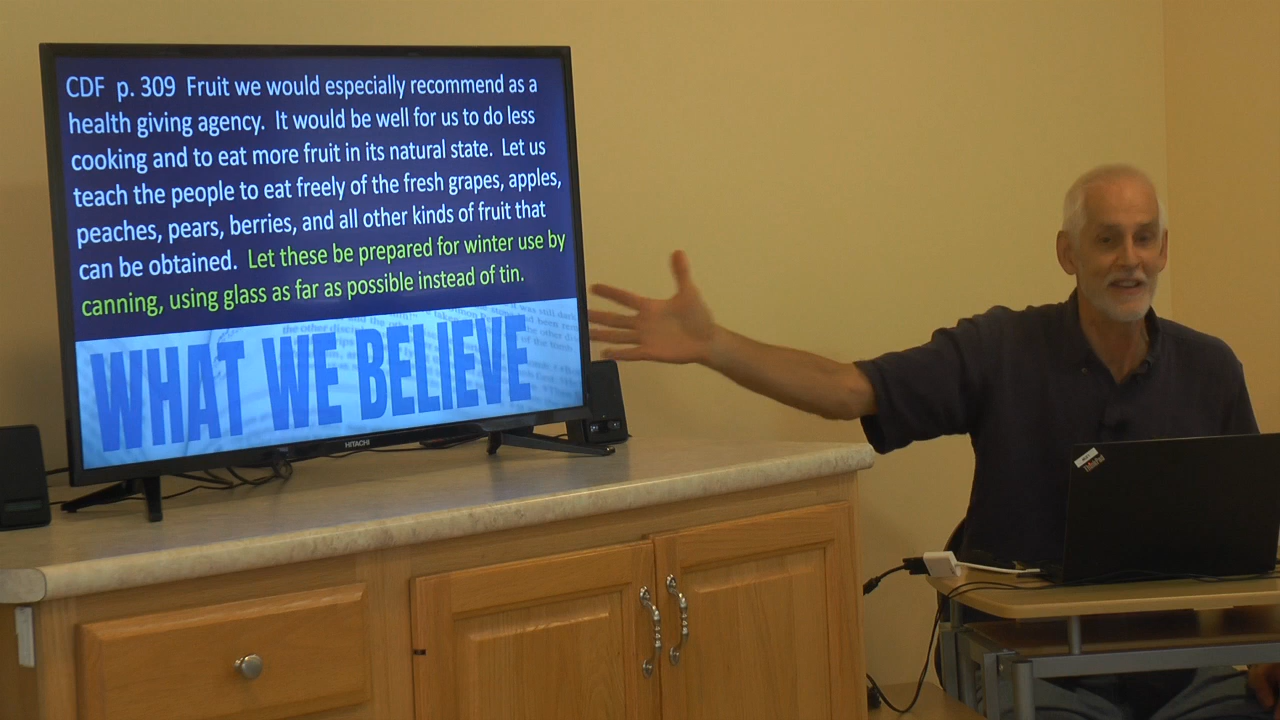 CDF p. 309 Fruit we would especially recommend as a
health giving agency. It would be well for us to do less
cooking and to eat more fruit in its natural state. Let us
teach the people to eat freely of the fresh grapes, apples,
peaches, pears, berries, and all other kinds of fruit that
can be obtained. Let these be prepared for winter use by
canning, using glass as far as possible instead of tin.
WHAT WE BELIEVE
HITACHI
ThinkPad